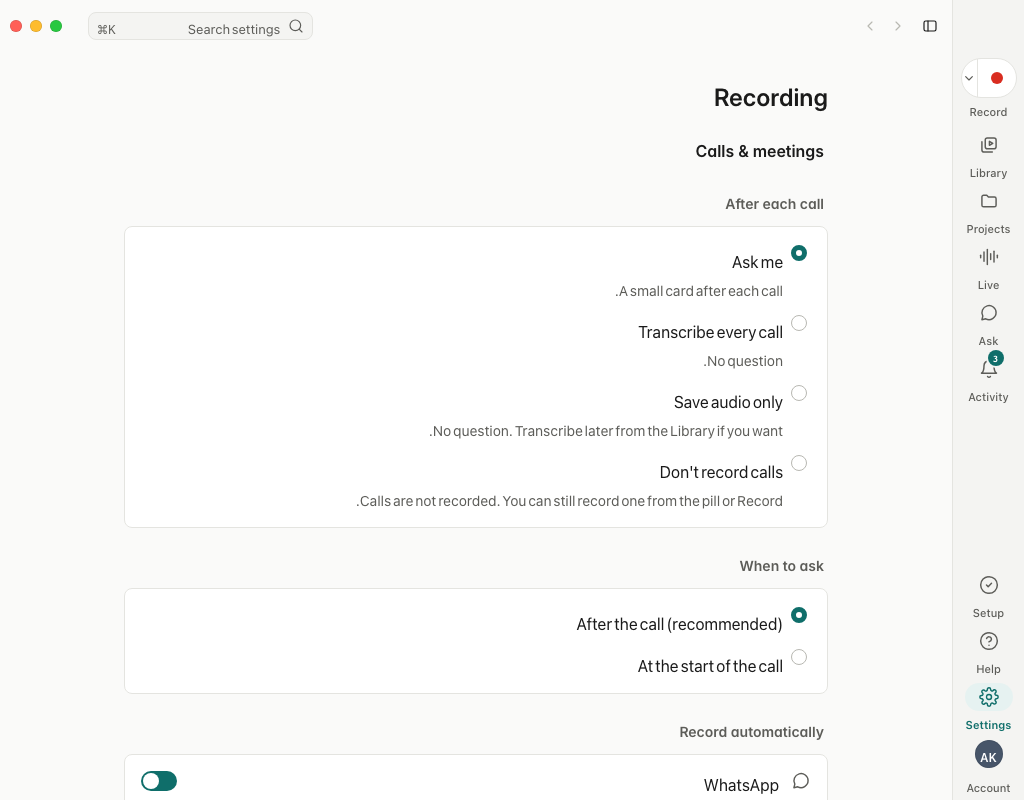 ⌘K
Search settings
Recording
Calls & meetings
After each call
Ask me
.A small card after each call
Transcribe every call
.No question
Save audio only
.No question. Transcribe later from the Library if you want
Don't record calls
.Calls are not recorded. You can still record one from the pill or Record
When to ask
After the call (recommended)
At the start of the call
Record automatically
WhatsApp
Record
Library
Projects
Live
Ask
3
Activity
Setup
Help
Settings
AK
Account